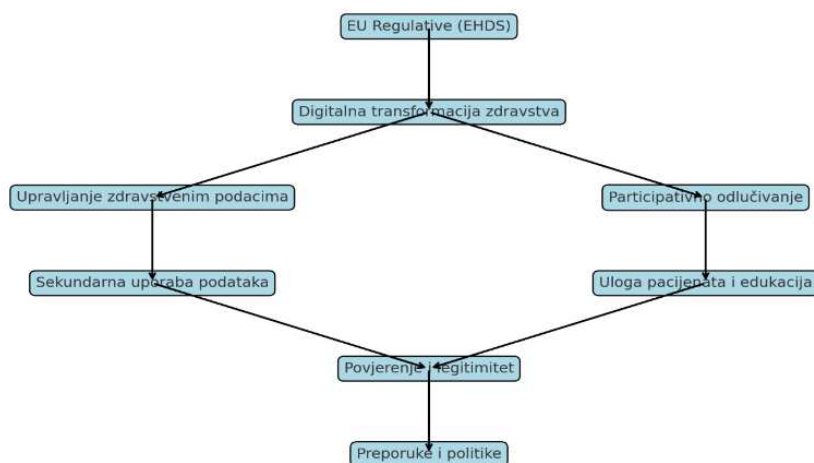 EU Regulative (EHDS)
Digitalna transformacija zdravstva
Upravljanje zdravstvenim podacima
Participativno odlučivanje
Sekundarna uporaba podataka
Uloga pacijenata i edukacija
Povjerenje i legitimitet
Preporuke i politike